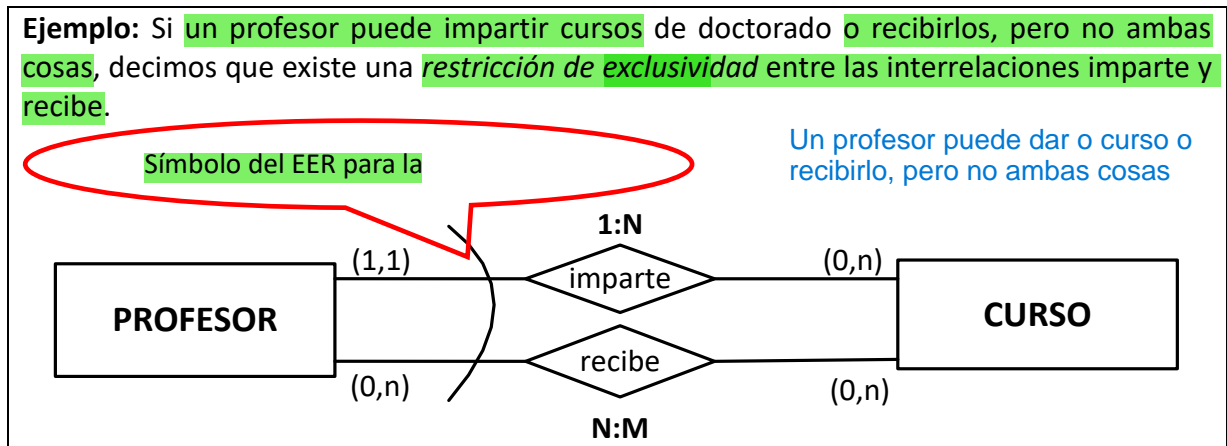 Ejemplo: Si un profesor puede impartir cursos de doctorado o recibirlos, pero no ambas
cosas, decimos que existe una restricción de exclusividad entre las interrelaciones imparte y
recibe.
Símbolo del EER para la
Un profesor puede dar o curso o
recibirlo, pero no ambas cosas
1:N
(1,1)
(0,n)
imparte
PROFESOR
CURSO
recibe
(0,n)
(0,n)
N:M